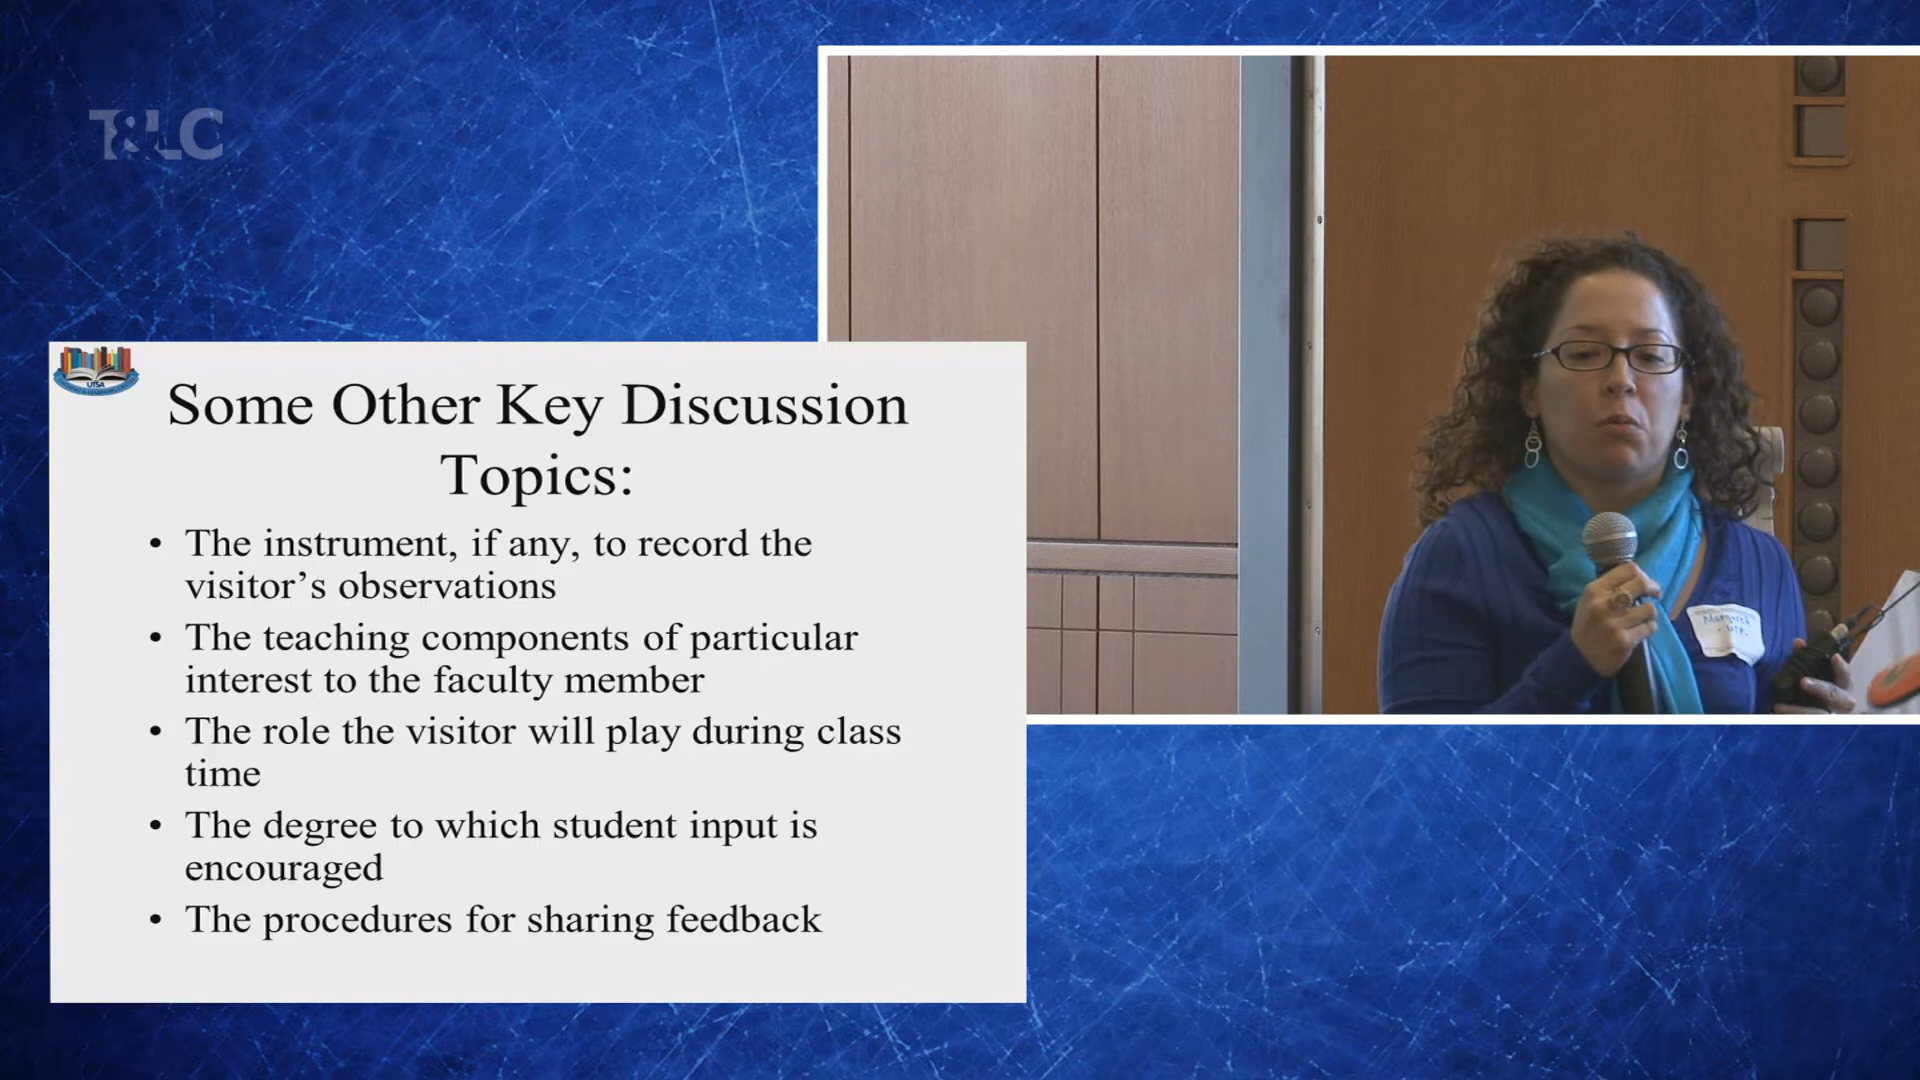 T&LC
UTSA
Some Other Key Discussion
Topics:
• The instrument, if any, to record the
visitor’s observations
• The teaching components of particular
interest to the faculty member
• The role the visitor will play during class
time
• The degree to which student input is
encouraged
• The procedures for sharing feedback